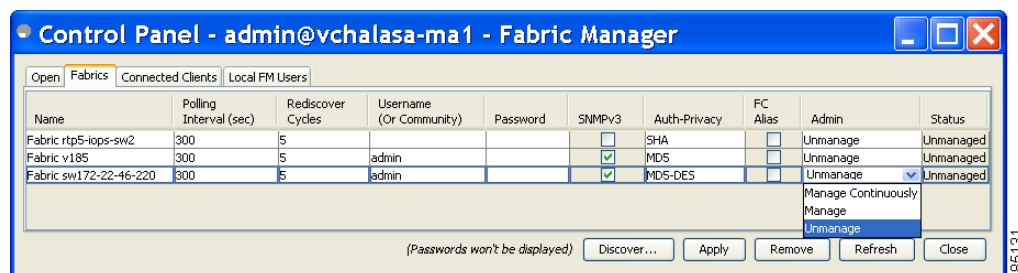 Control Panel - admin@vchalasa-ma1 - Fabric Manager
Open Fabrics Connected Clients Local FM Users
Name Polling Interval (sec) Rediscover Cycles Username (Or Community) Password SNMPv3 Auth-Privacy FC Alias Admin Status
Fabric rtp5-iops-sw2 300 5 SHA Unmanage Unmanaged
Fabric v185 300 5 admin MD5 Unmanage Unmanaged
Fabric sw172-22-46-220 300 5 admin MD5-DES Unmanage Unmanaged
Manage Continuously
Manage
Unmanage
(Passwords won't be displayed) Discover... Apply Remove Refresh Close
95131